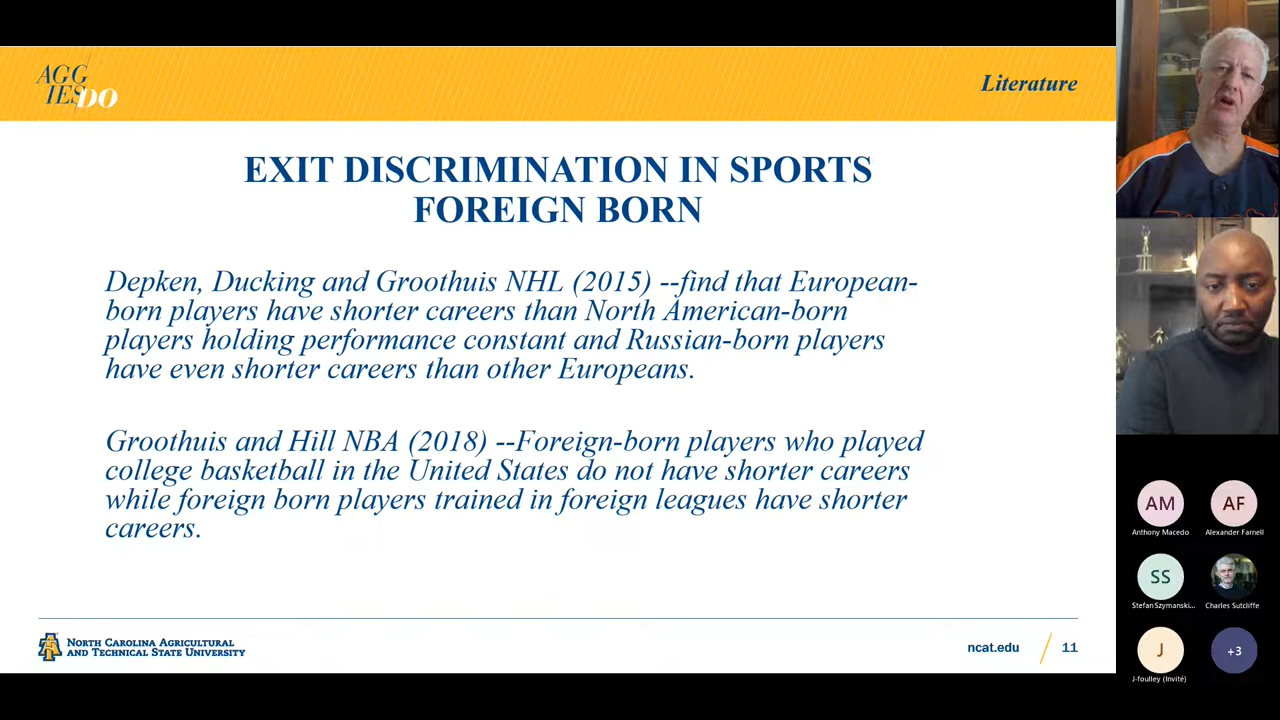 AGG
IES DO
Literature
EXIT DISCRIMINATION IN SPORTS
FOREIGN BORN
Depken, Ducking and Groothuis NHL (2015) --find that European-
born players have shorter careers than North American-born
players holding performance constant and Russian-born players
have even shorter careers than other Europeans.
Groothuis and Hill NBA (2018) --Foreign-born players who played
college basketball in the United States do not have shorter careers
while foreign born players trained in foreign leagues have shorter
careers.
NORTH CAROLINA AGRICULTURAL
AND TECHNICAL STATE UNIVERSITY
ncat.edu
11
AM
AF
Anthony Macedo
Alexander Farnell
SS
Stefan Szymanski...
Charles Sutcliffe
J
+3
J-foulley (Invité)